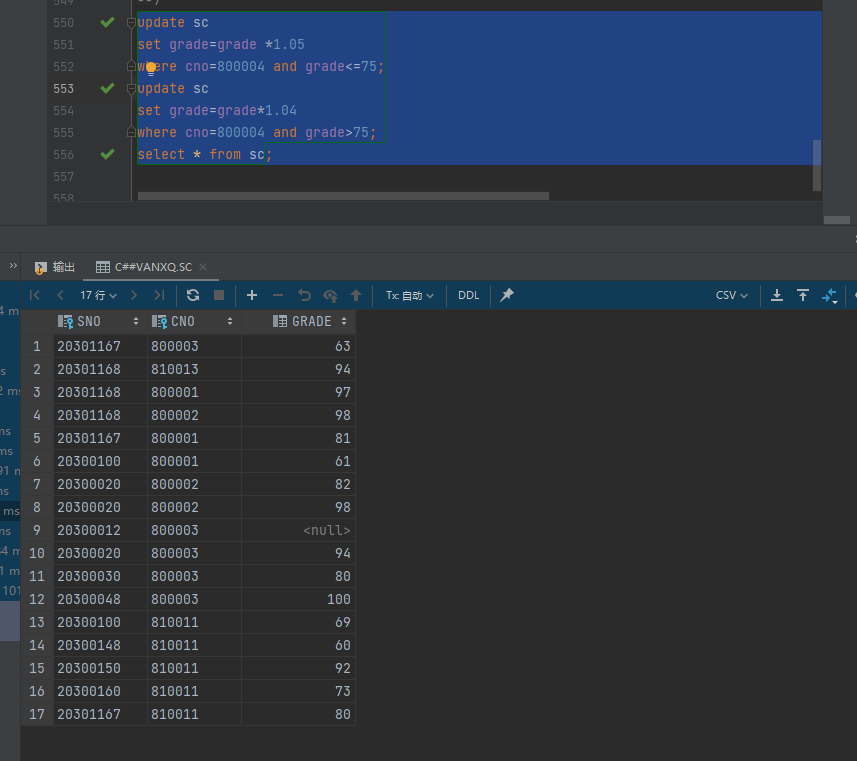 549
550 update sc
551 set grade=grade *1.05
552 where cno=800004 and grade<=75;
553 update sc
554 set grade=grade*1.04
555 where cno=800004 and grade>75;
556 select * from sc;
557
558
» 输出 C##VANXQ.SC ×
17 行 Tx: 自动 DDL CSV
SNO CNO GRADE
1 20301167 800003 63
2 20301168 810013 94
3 20301168 800001 97
4 20301168 800002 98
5 20301167 800001 81
6 20300100 800001 61
7 20300020 800002 82
8 20300020 800002 98
9 20300012 800003 <null>
10 20300020 800003 94
11 20300030 800003 80
12 20300048 800003 100
13 20300100 810011 69
14 20300148 810011 60
15 20300150 810011 92
16 20300160 810011 73
17 20301167 810011 80